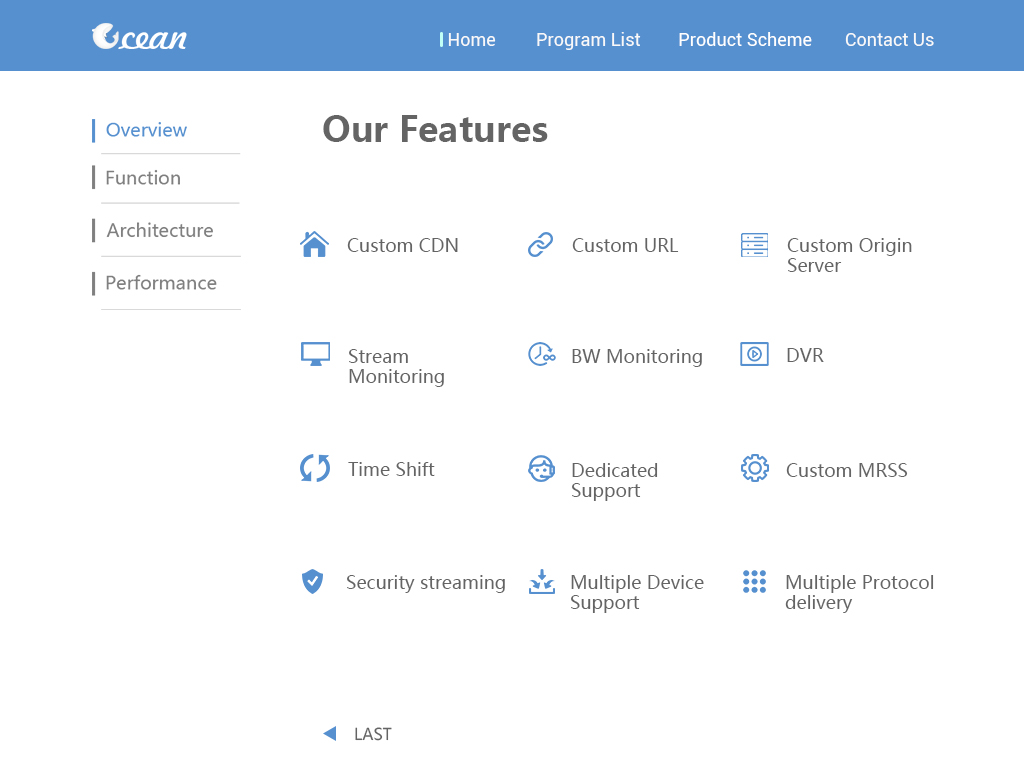 Ocean
Home
Program List
Product Scheme
Contact Us
Overview
Function
Architecture
Performance
Our Features
Custom CDN
Custom URL
Custom Origin
Server
Stream
Monitoring
BW Monitoring
DVR
Time Shift
Dedicated
Support
Custom MRSS
Security streaming
Multiple Device
Support
Multiple Protocol
delivery
LAST